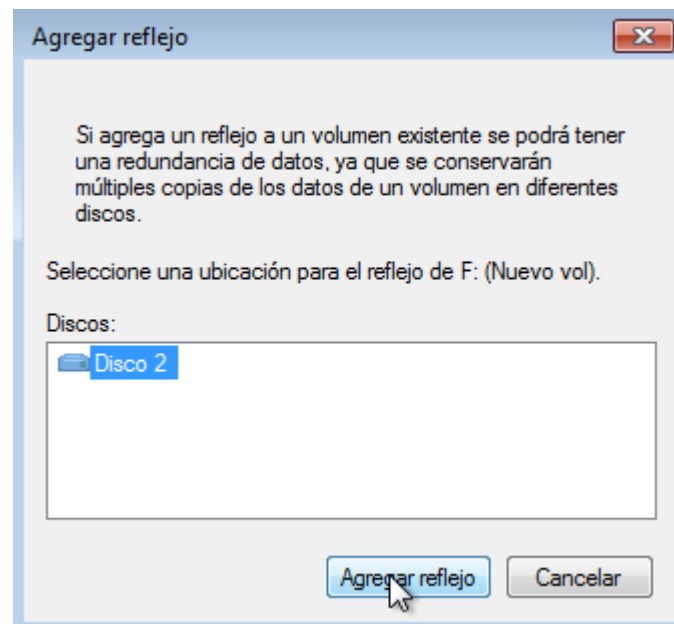 Agregar reflejo
Si agrega un reflejo a un volumen existente se podrá tener
una redundancia de datos, ya que se conservarán
múltiples copias de los datos de un volumen en diferentes
discos.
Seleccione una ubicación para el reflejo de F: (Nuevo vol).
Discos:
Disco 2
Agregar reflejo
Cancelar